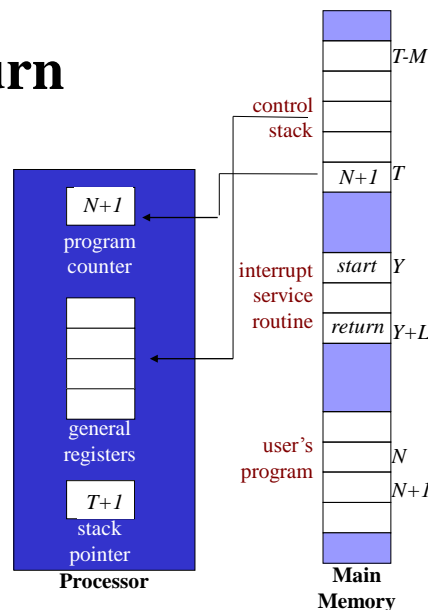 urn
T-M
control
stack
N+1
T
N+1
program
counter
interrupt
service
routine
start
Y
return
Y+L
general
registers
user's
program
N
N+1
T+1
stack
pointer
Processor
Main
Memory